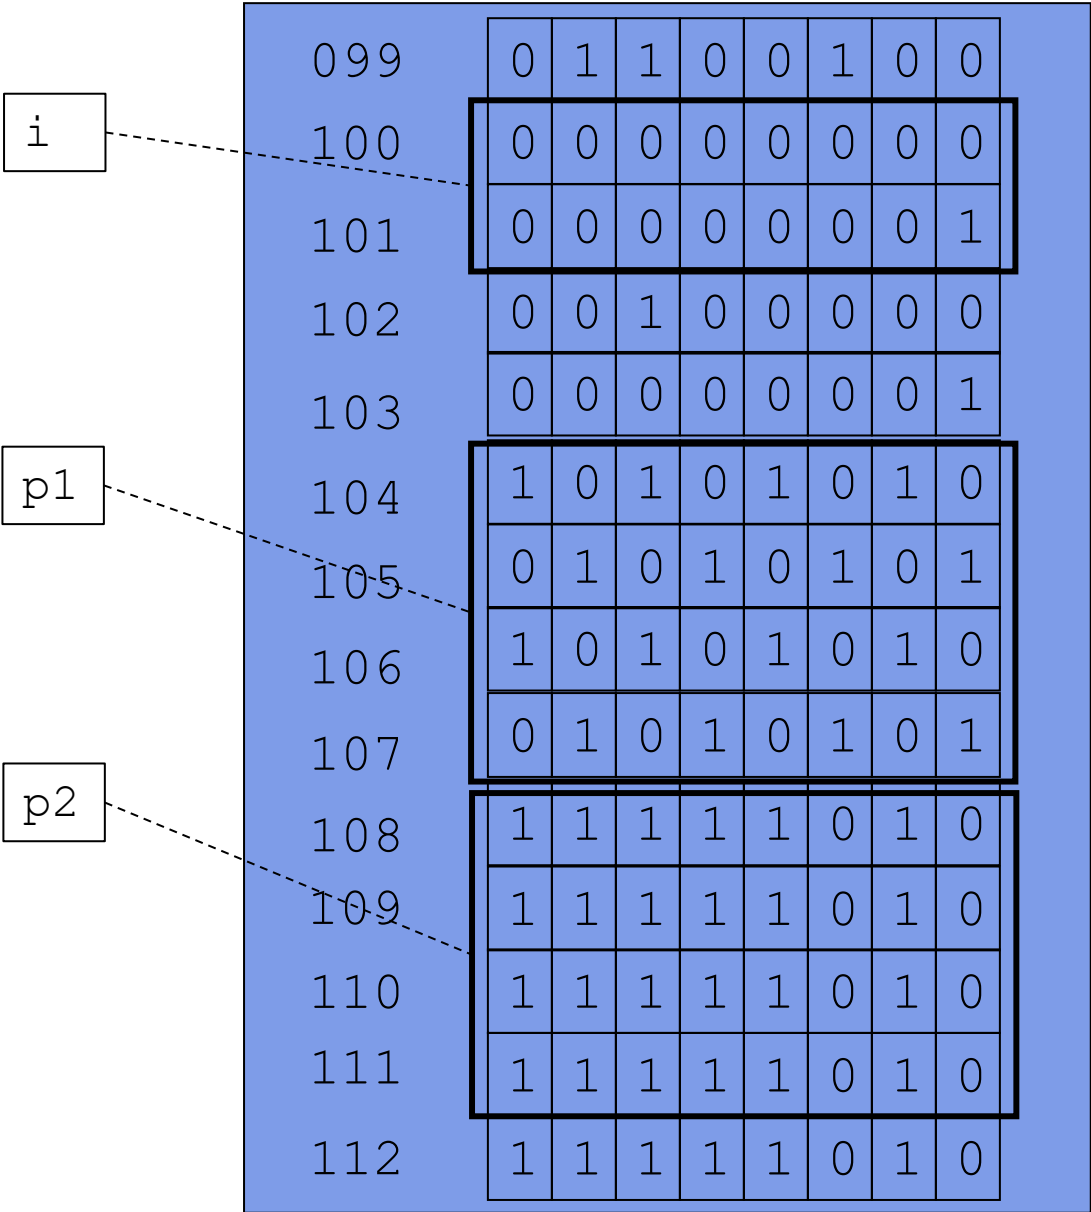 099 0 1 1 0 0 1 0 0
i
100 0 0 0 0 0 0 0 0
101 0 0 0 0 0 0 0 1
102 0 0 1 0 0 0 0 0
103 0 0 0 0 0 0 0 1
p1
104 1 0 1 0 1 0 1 0
105 0 1 0 1 0 1 0 1
106 1 0 1 0 1 0 1 0
107 0 1 0 1 0 1 0 1
p2
108 1 1 1 1 1 0 1 0
109 1 1 1 1 1 0 1 0
110 1 1 1 1 1 0 1 0
111 1 1 1 1 1 0 1 0
112 1 1 1 1 1 0 1 0